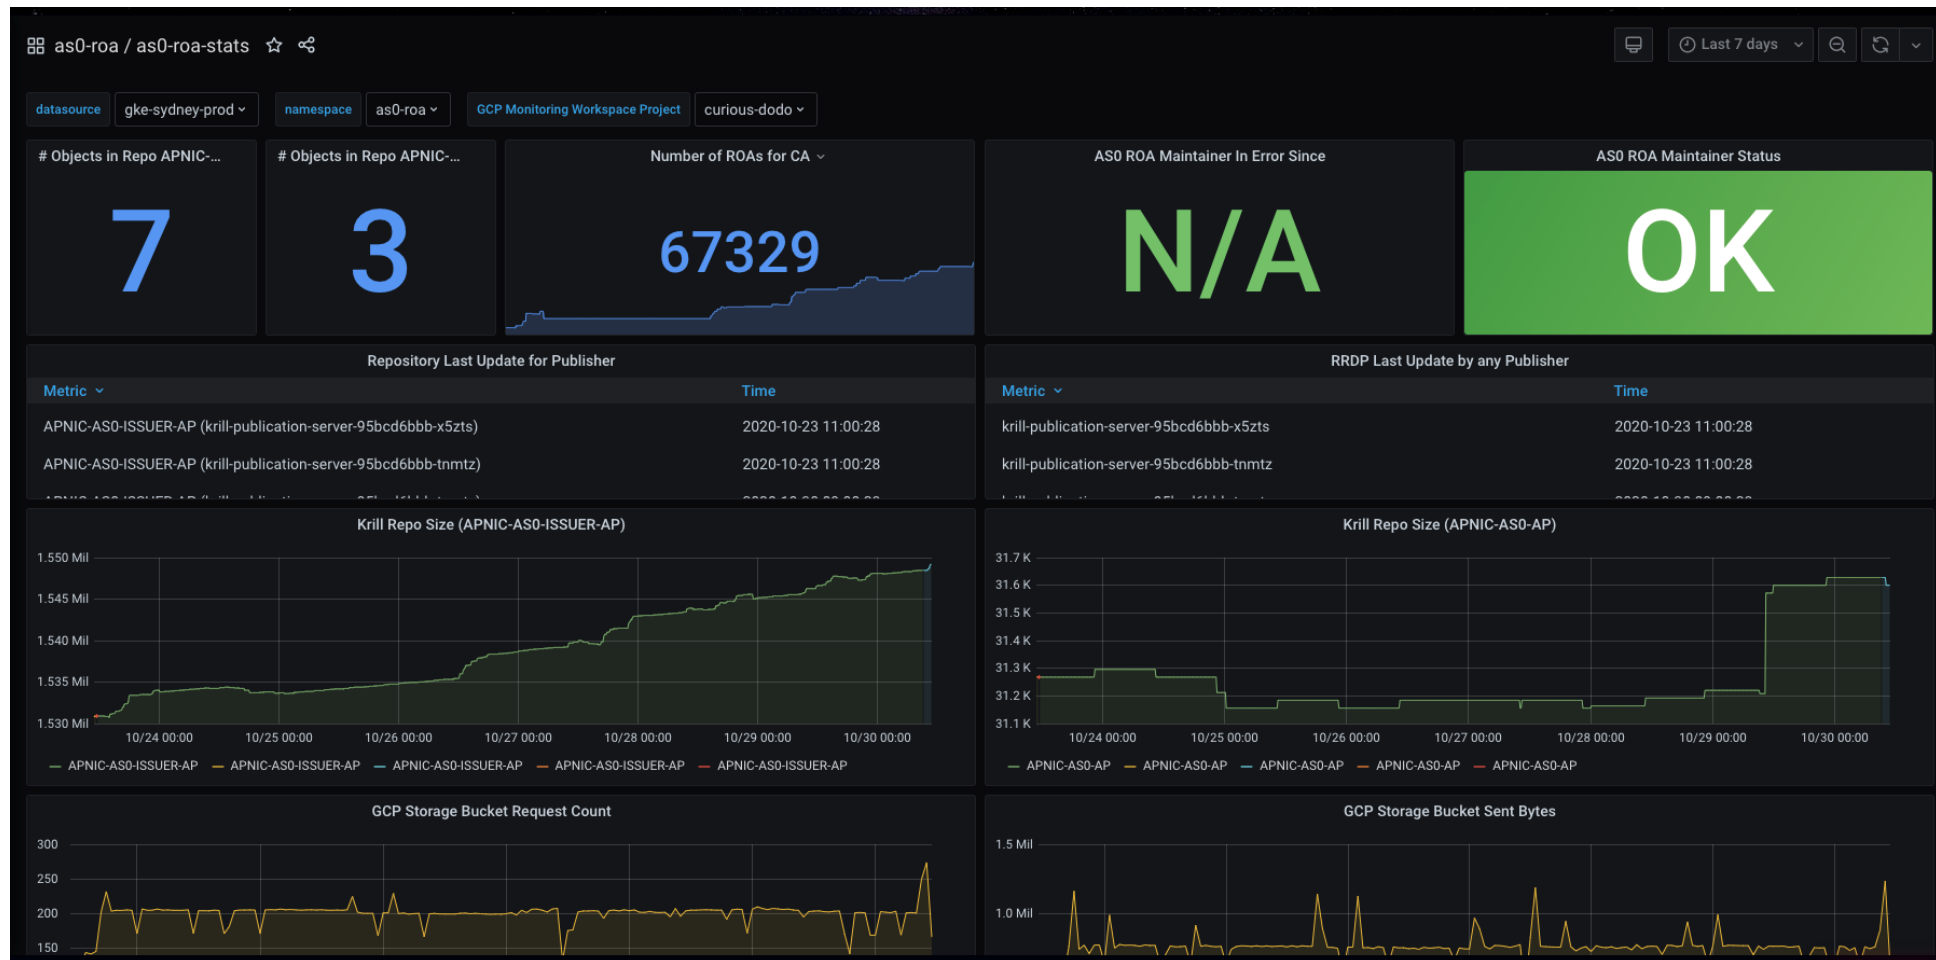 as0-roa / as0-roa-stats
Last 7 days
datasource gke-sydney-prod namespace as0-roa GCP Monitoring Workspace Project curious-dodo
# Objects in Repo APNIC-...
7
# Objects in Repo APNIC-...
3
Number of ROAs for CA
67329
AS0 ROA Maintainer In Error Since
N/A
AS0 ROA Maintainer Status
OK
Repository Last Update for Publisher
Metric Time
APNIC-AS0-ISSUER-AP (krill-publication-server-95bcd6bbb-x5zts) 2020-10-23 11:00:28
APNIC-AS0-ISSUER-AP (krill-publication-server-95bcd6bbb-tnmtz) 2020-10-23 11:00:28
RRDP Last Update by any Publisher
Metric Time
krill-publication-server-95bcd6bbb-x5zts 2020-10-23 11:00:28
krill-publication-server-95bcd6bbb-tnmtz 2020-10-23 11:00:28
Krill Repo Size (APNIC-AS0-ISSUER-AP)
1.550 Mil
1.545 Mil
1.540 Mil
1.535 Mil
1.530 Mil
10/24 00:00 10/25 00:00 10/26 00:00 10/27 00:00 10/28 00:00 10/29 00:00 10/30 00:00
APNIC-AS0-ISSUER-AP APNIC-AS0-ISSUER-AP APNIC-AS0-ISSUER-AP APNIC-AS0-ISSUER-AP APNIC-AS0-ISSUER-AP
Krill Repo Size (APNIC-AS0-AP)
31.7 K
31.6 K
31.5 K
31.4 K
31.3 K
31.2 K
31.1 K
10/24 00:00 10/25 00:00 10/26 00:00 10/27 00:00 10/28 00:00 10/29 00:00 10/30 00:00
APNIC-AS0-AP APNIC-AS0-AP APNIC-AS0-AP APNIC-AS0-AP APNIC-AS0-AP
GCP Storage Bucket Request Count
300
250
200
150
GCP Storage Bucket Sent Bytes
1.5 Mil
1.0 Mil